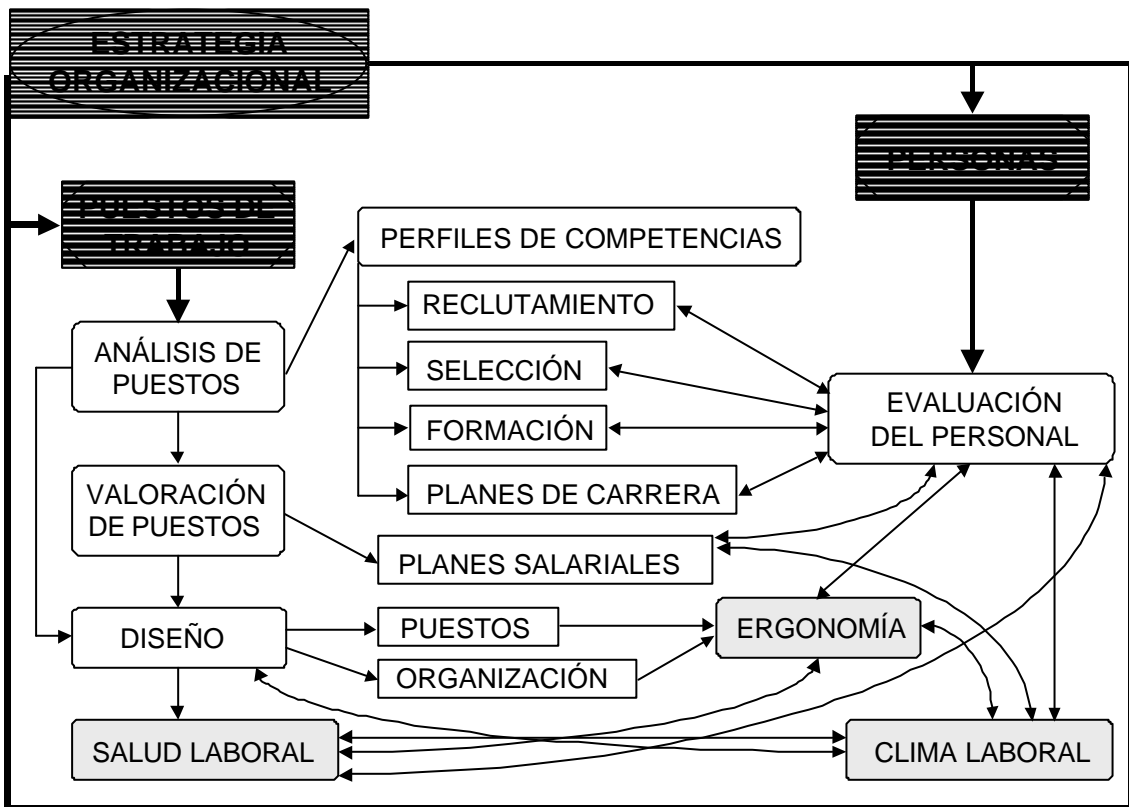 ESTRATEGIA
ORGANIZACIONAL
PERSONAS
PUESTOS DE
TRABAJO
PERFILES DE COMPETENCIAS
RECLUTAMIENTO
ANÁLISIS DE
PUESTOS
SELECCIÓN
EVALUACIÓN
DEL PERSONAL
FORMACIÓN
PLANES DE CARRERA
VALORACIÓN
DE PUESTOS
PLANES SALARIALES
DISEÑO
PUESTOS
ERGONOMÍA
ORGANIZACIÓN
SALUD LABORAL
CLIMA LABORAL